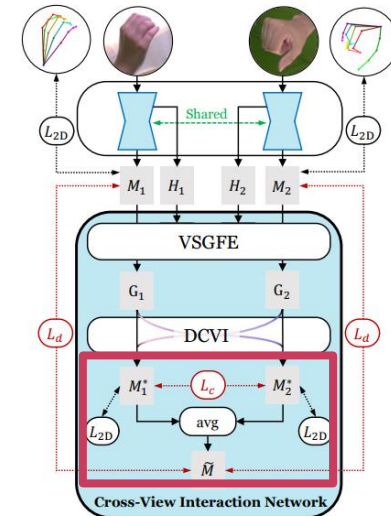 L2D
Shared
L2D
M1
H1
H2
M2
VSGFE
G1
G2
Ld
DCVI
Ld
M1*
Lc
M2*
L2D
avg
L2D
M̃
Cross-View Interaction Network